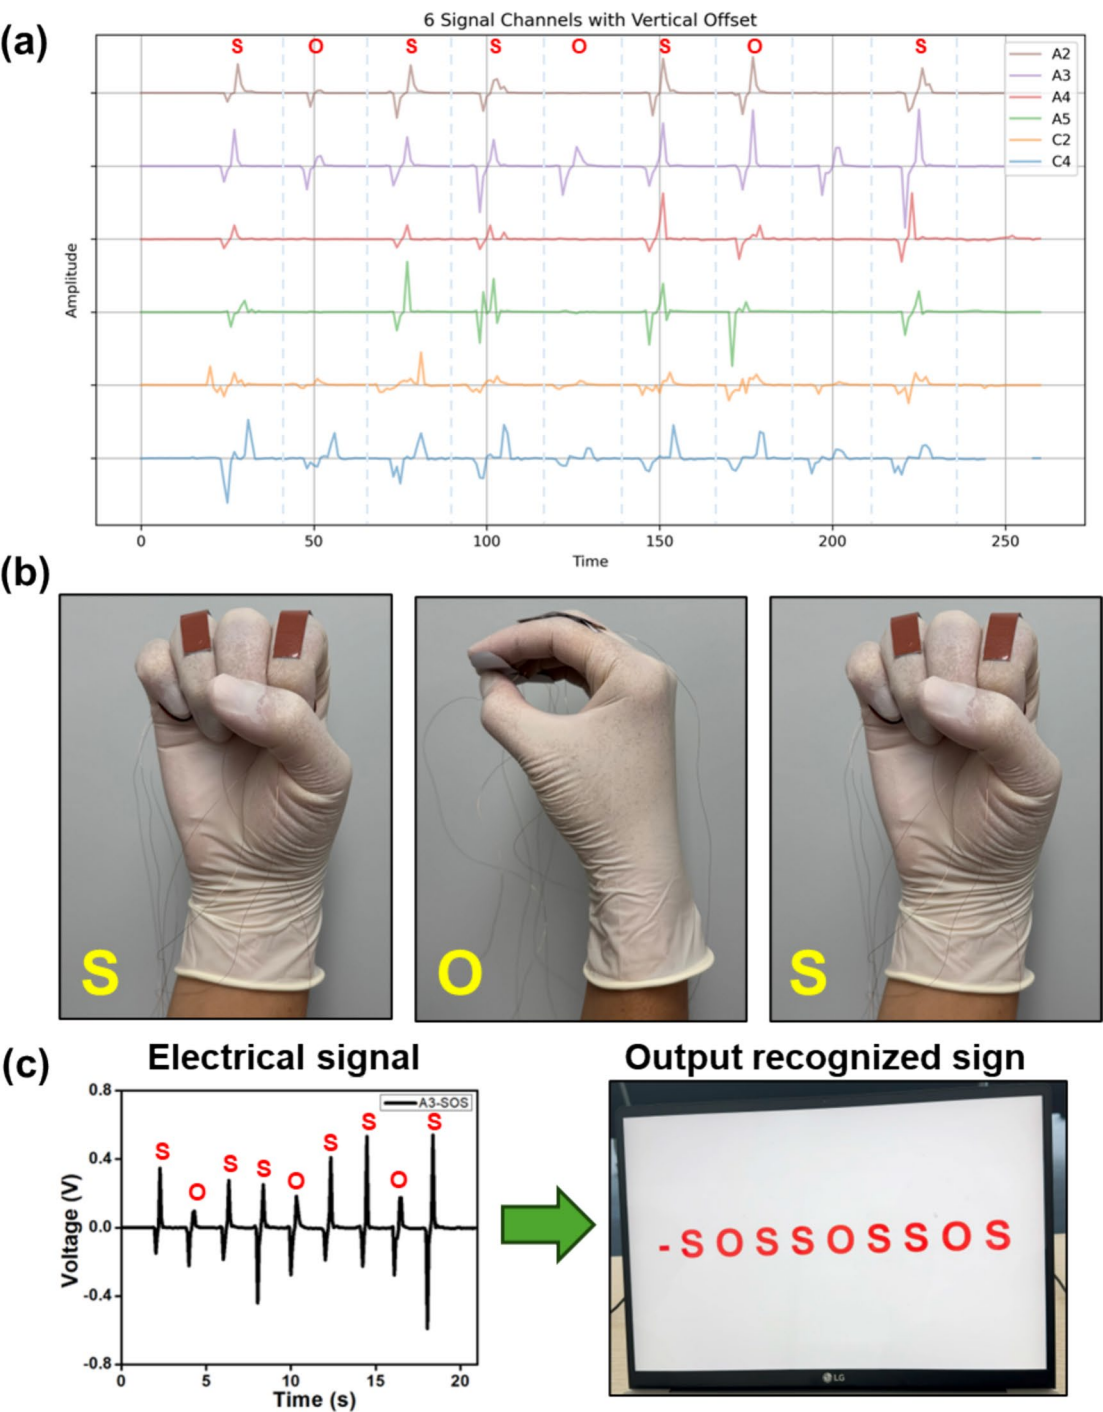 (a)
6 Signal Channels with Vertical Offset
S O S S O S O S
A2
A3
A4
A5
C2
C4
Amplitude
0 50 100 150 200 250
Time
(b)
S
O
S
(c)
Electrical signal
0.8
0.4
0.0
-0.4
-0.8
Voltage (V)
A3-SOS
S O S S O S S O S
0 5 10 15 20
Time (s)
Output recognized sign
- S O S S O S S O S
LG